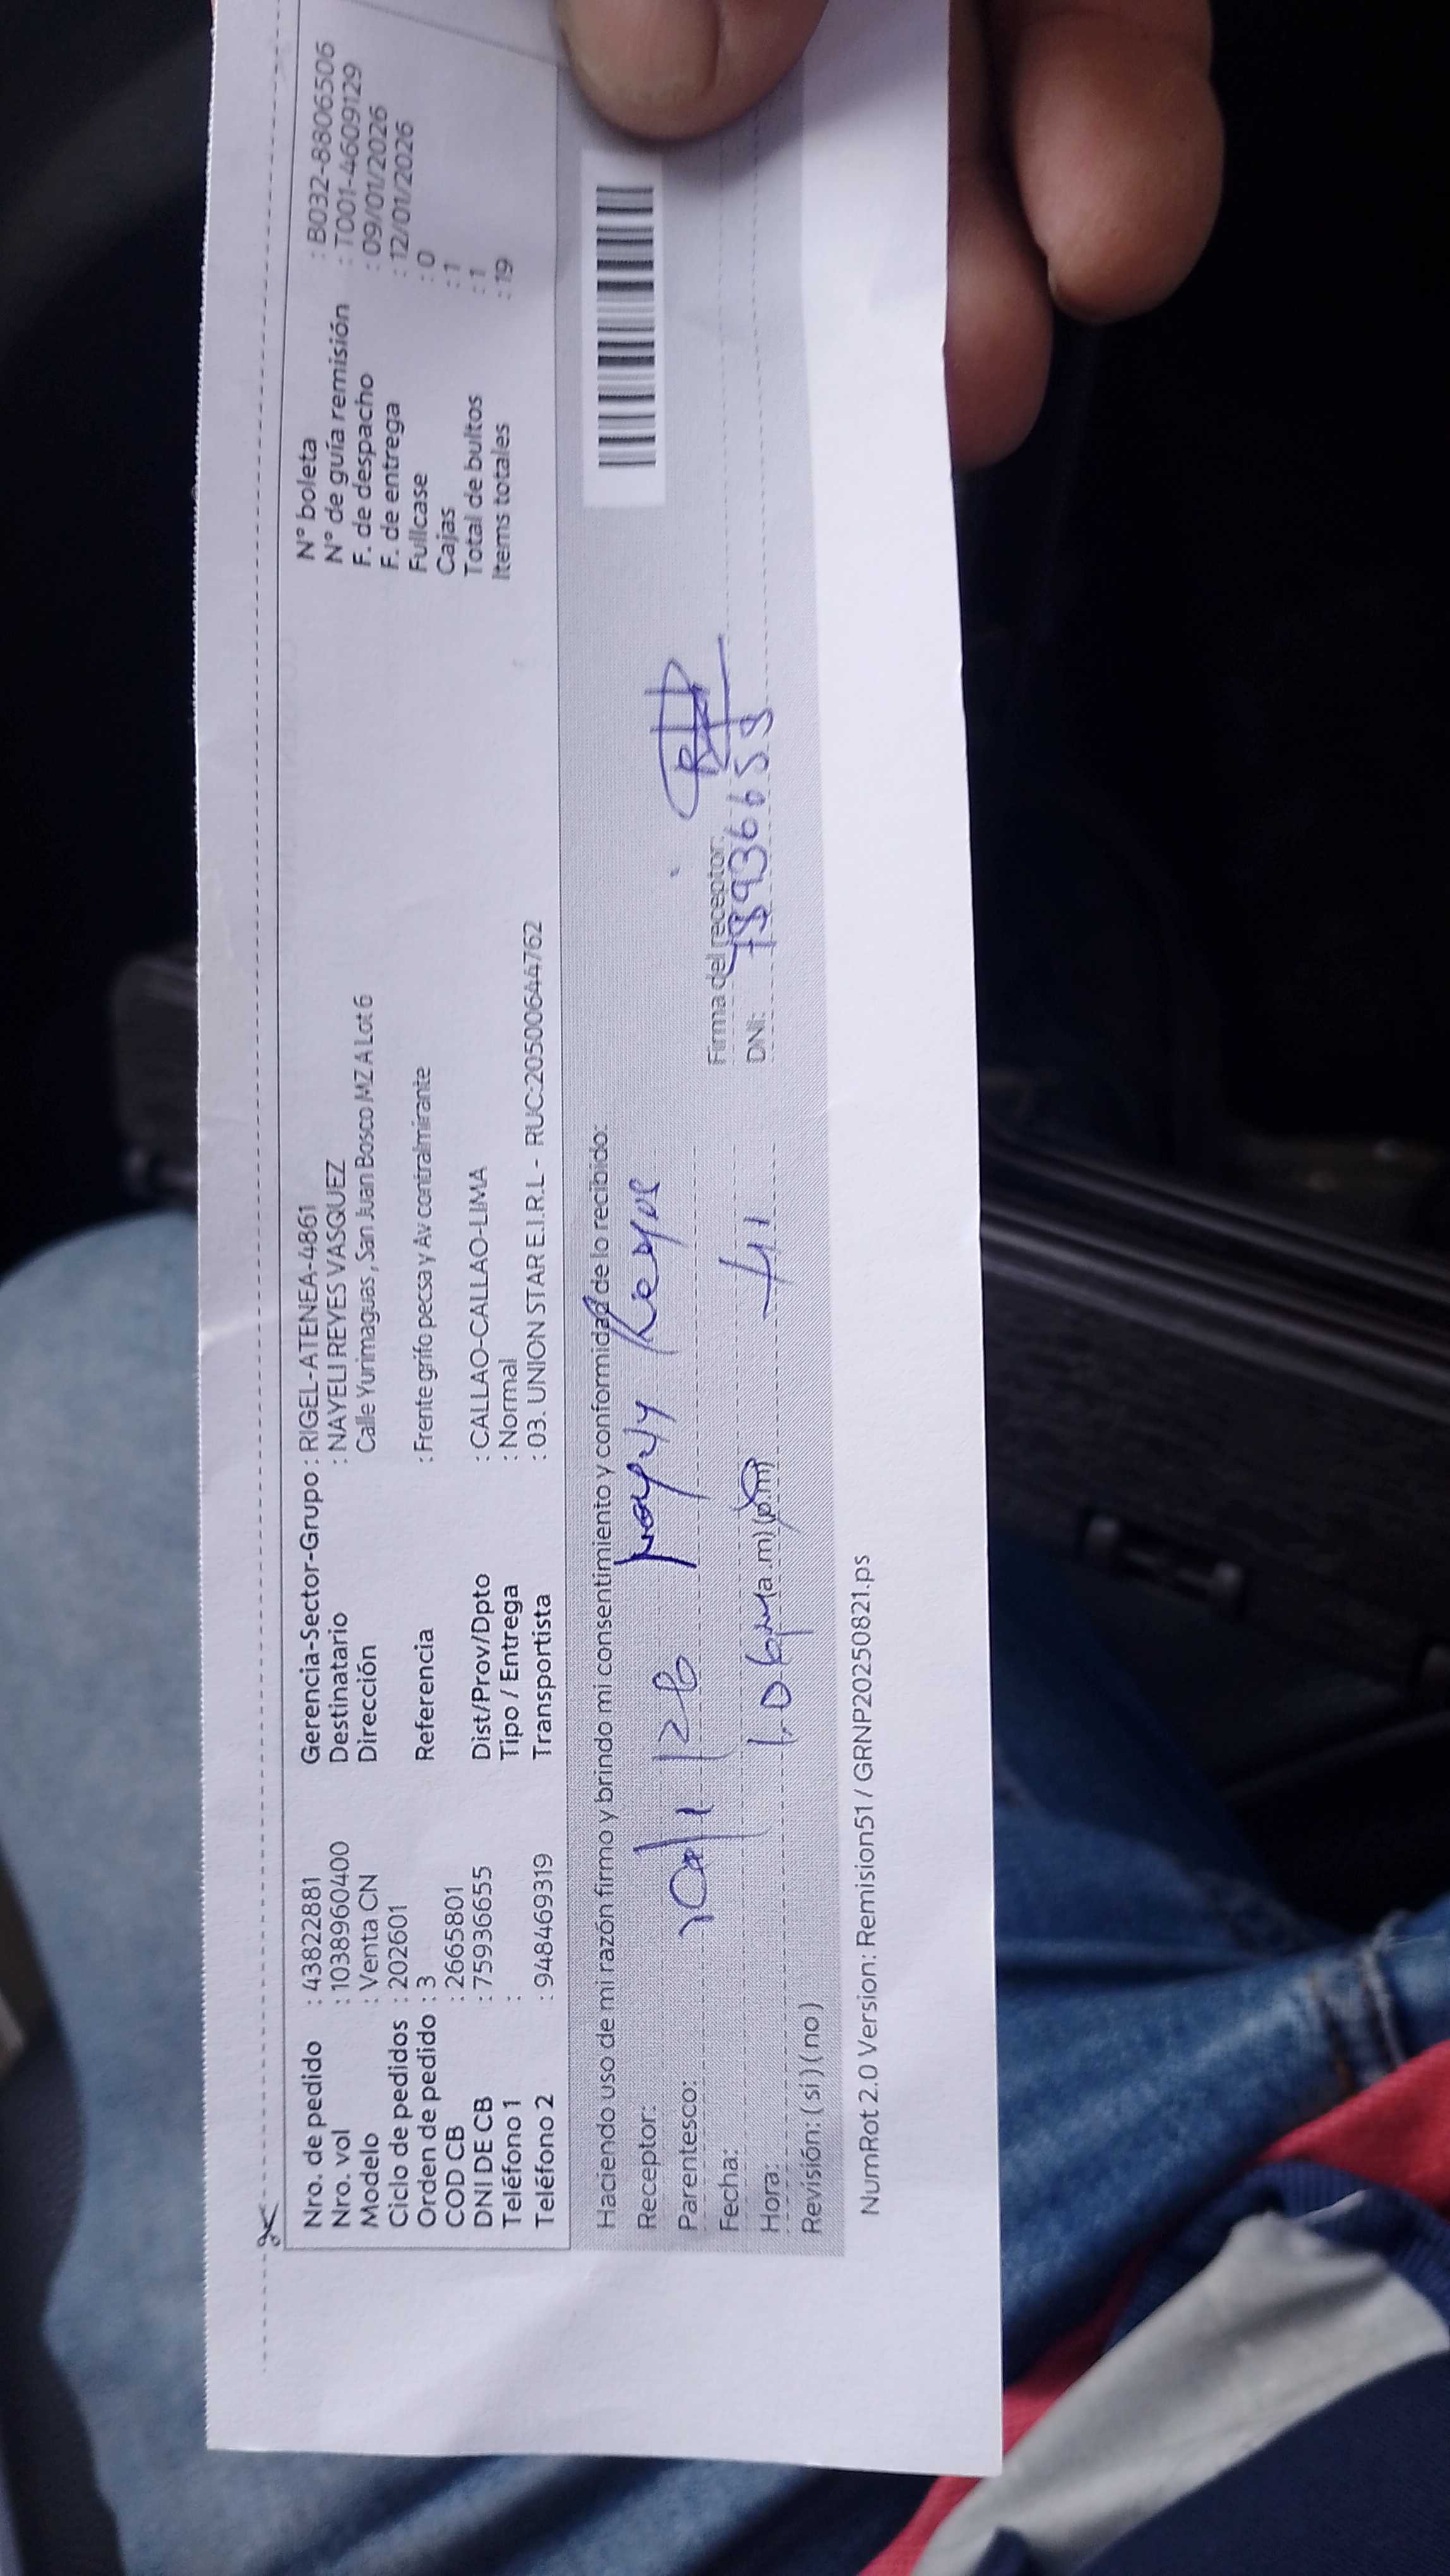 Nro. de pedido : 43822881 Gerencia-Sector-Grupo : RIGEL-ATENEA-4861 N° boleta : B032-8806506
Nro. vol : 1038960400 Destinatario : NAYELI REYES VASQUEZ N° de guía remisión : T001-4609129
Modelo : Venta CN Dirección Calle Yurimaguas , San Juan Bosco MZ A Lot 6 F. de despacho : 09/01/2026
Ciclo de pedidos : 202601 F. de entrega : 12/01/2026
Orden de pedido : 3 Referencia : Frente grifo pecsa y Av contralmirante Fullcase : 0
COD CB : 2665801 Cajas : 1
DNI DE CB : 75936655 Dist/Prov/Dpto : CALLAO-CALLAO-LIMA Total de bultos : 1
Teléfono 1 : Tipo / Entrega : Normal Items totales : 19
Teléfono 2 : 948469319 Transportista : 03. UNION STAR E.I.R.L - RUC:20500644762
Haciendo uso de mi razón firmo y brindo mi consentimiento y conformidad de lo recibido:
Receptor: Reyes
Parentesco:
Fecha: Firma del receptor:
Hora: (a.m) (p.m) DNI:
Revisión: ( si ) ( no )
NumRot 2.0 Version: Remision51 / GRNP20250821.ps